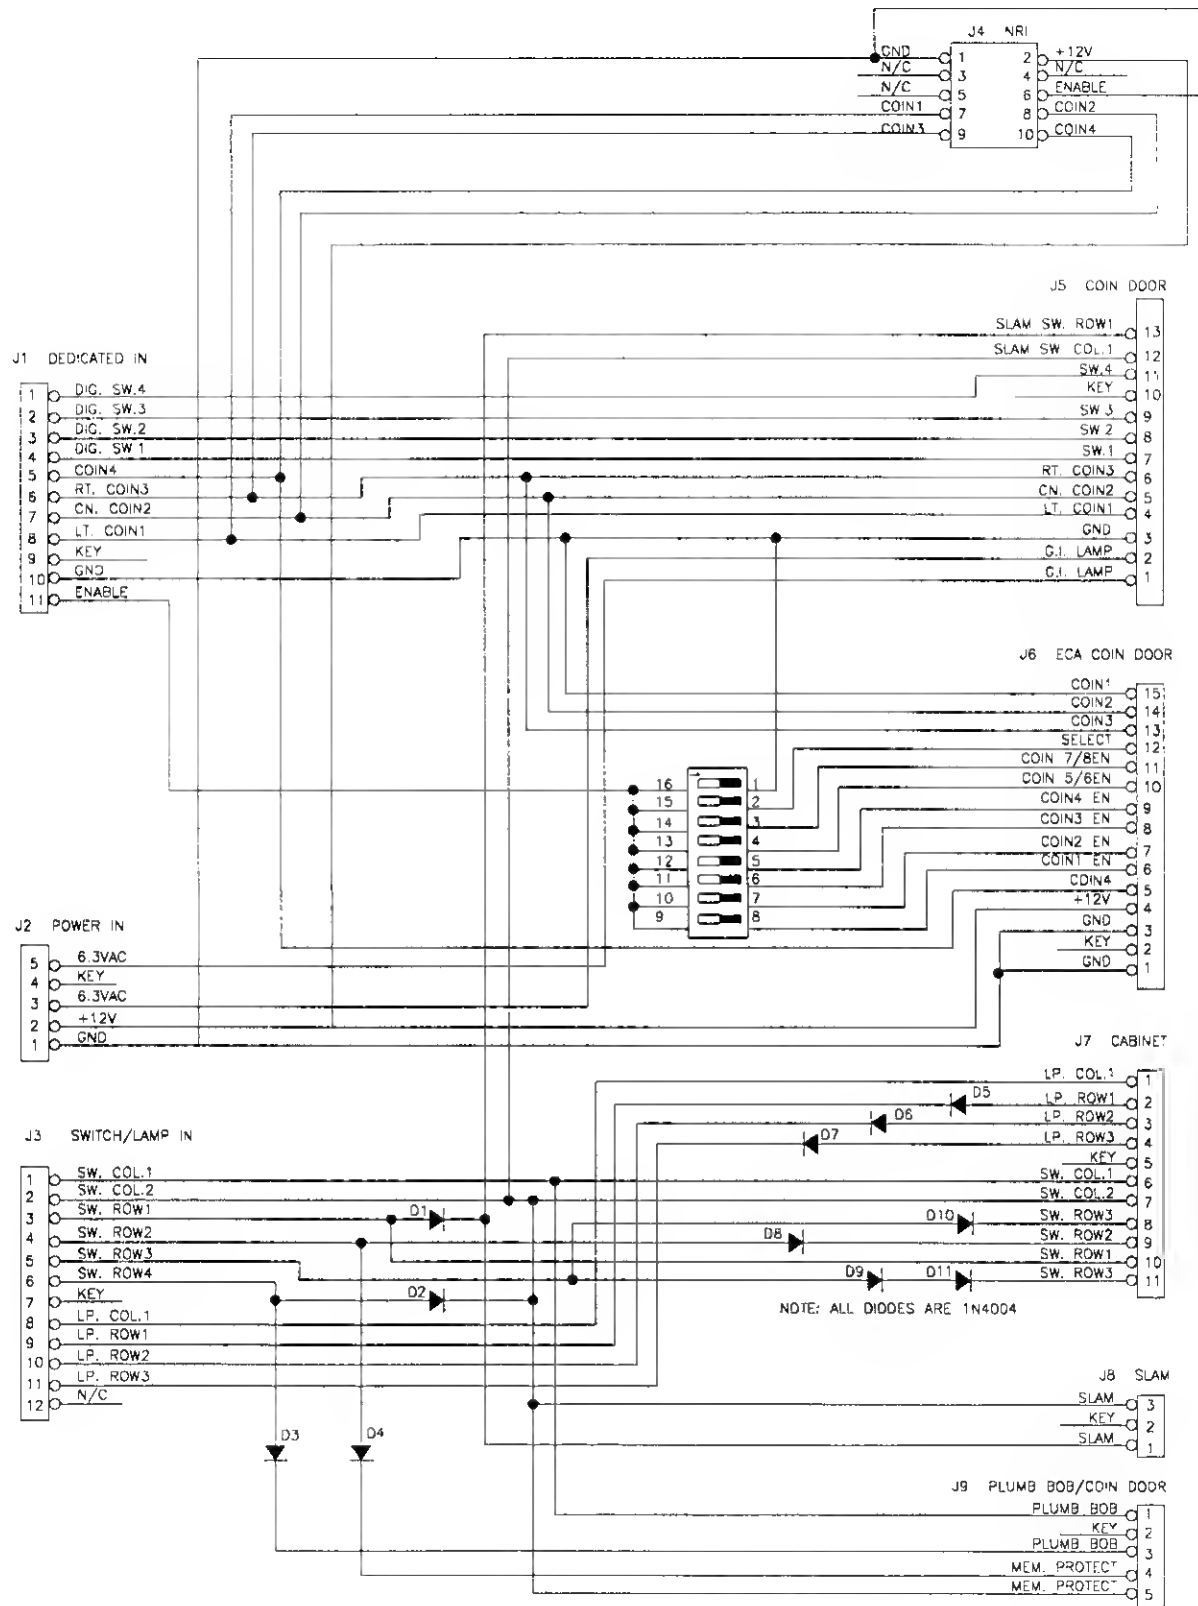 J4 NRI
GND 1 2 +12V
N/C 3 4 N/C
N/C 5 6 ENABLE
COIN1 7 8 COIN2
COIN3 9 10 COIN4
J5 COIN DOOR
SLAM SW. ROW1 13
SLAM SW COL.1 12
SW.4 11
KEY 10
SW 3 9
SW 2 8
SW.1 7
RT. COIN3 6
CN. COIN2 5
LT. COIN1 4
GND 3
G.I. LAMP 2
G.I. LAMP 1
J1 DEDICATED IN
1 DIG. SW.4
2 DIG. SW.3
3 DIG. SW.2
4 DIG. SW 1
5 COIN4
6 RT. COIN3
7 CN. COIN2
8 LT. COIN1
9 KEY
10 GND
11 ENABLE
J6 ECA COIN DOOR
COIN1 15
COIN2 14
COIN3 13
SELECT 12
COIN 7/8EN 11
COIN 5/6EN 10
COIN4 EN 9
COIN3 EN 8
COIN2 EN 7
COIN1 EN 6
COIN4 5
+12V 4
GND 3
KEY 2
GND 1
16 1
15 2
14 3
13 4
12 5
11 6
10 7
9 8
J2 POWER IN
5 6.3VAC
4 KEY
3 6.3VAC
2 +12V
1 GND
J7 CABINET
LP. COL.1 1
D5 LP. ROW1 2
D6 LP. ROW2 3
D7 LP. ROW3 4
KEY 5
SW. COL.1 6
SW. COL.2 7
D10 SW. ROW3 8
D8 SW. ROW2 9
SW. ROW1 10
D9 D11 SW. ROW3 11
NOTE: ALL DIODES ARE 1N4004
J3 SWITCH/LAMP IN
1 SW. COL.1
2 SW. COL.2
3 SW. ROW1 D1
4 SW. ROW2
5 SW. ROW3
6 SW. ROW4
7 KEY D2
8 LP. COL.1
9 LP. ROW1
10 LP. ROW2
11 LP. ROW3
12 N/C
D3 D4
J8 SLAM
SLAM 3
KEY 2
SLAM 1
J9 PLUMB BOB/COIN DOOR
PLUMB BOB 1
KEY 2
PLUMB BOB 3
MEM. PROTECT 4
MEM. PROTECT 5